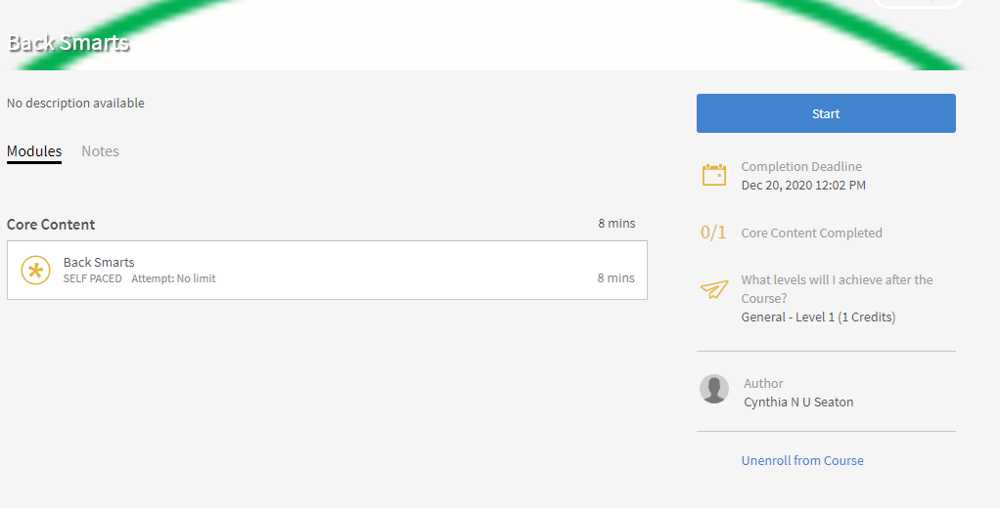 Back Smarts
No description available
Modules Notes
Core Content 8 mins
Back Smarts
SELF PACED Attempt: No limit 8 mins
Start
Completion Deadline
Dec 20, 2020 12:02 PM
0/1 Core Content Completed
What levels will I achieve after the
Course?
General - Level 1 (1 Credits)
Author
Cynthia N U Seaton
Unenroll from Course